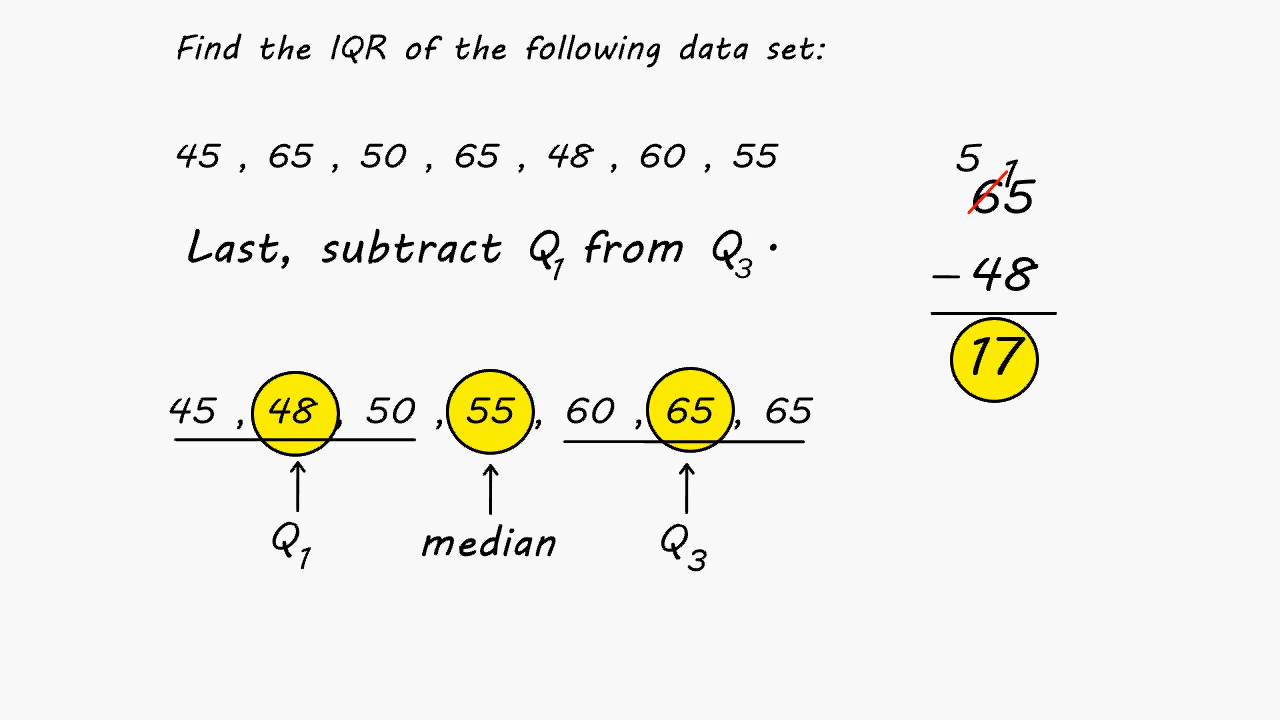 Find the IQR of the following data set:
45 , 65 , 50 , 65 , 48 , 60 , 55
Last, subtract Q1 from Q3 .
5 1
65
– 48
17
45 , 48 , 50 , 55 , 60 , 65 , 65
Q1 median Q3